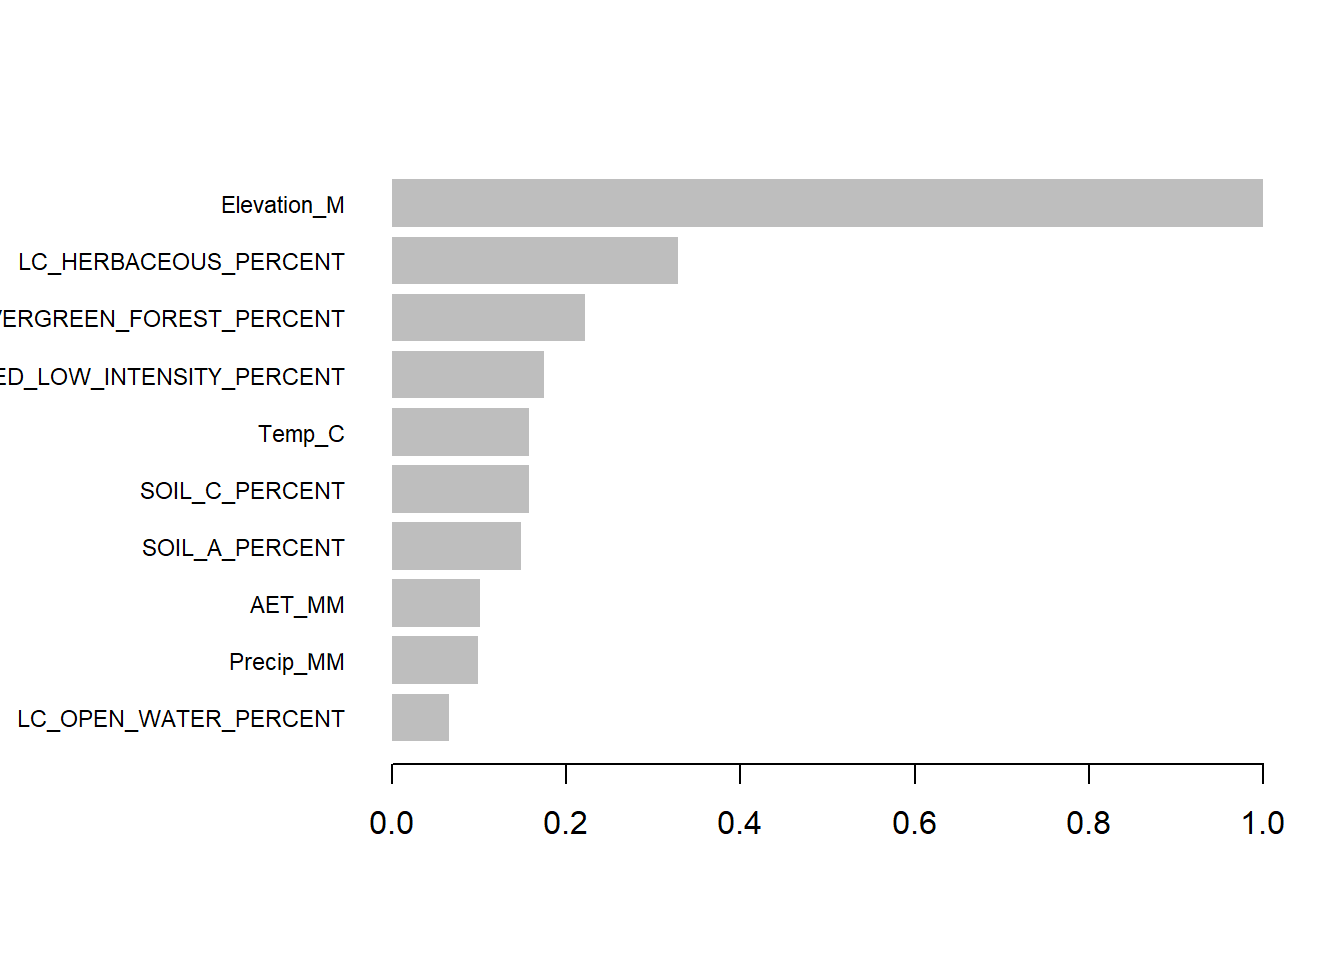 Elevation_M
LC_HERBACEOUS_PERCENT
VERGREEN_FOREST_PERCENT
ED_LOW_INTENSITY_PERCENT
Temp_C
SOIL_C_PERCENT
SOIL_A_PERCENT
AET_MM
Precip_MM
LC_OPEN_WATER_PERCENT
0.0 0.2 0.4 0.6 0.8 1.0